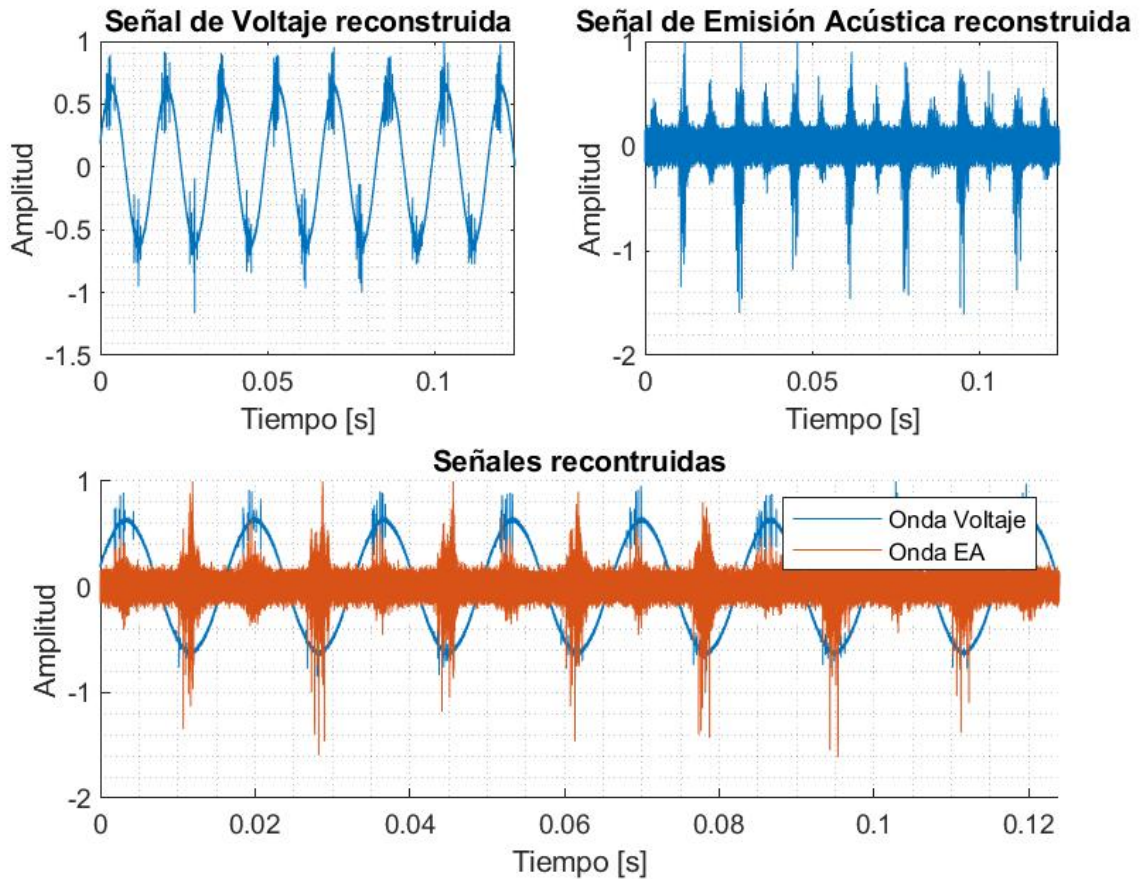 Señal de Voltaje reconstruida
1
0.5
0
-0.5
-1
-1.5
Amplitud
0
0.05
0.1
Tiempo [s]
Señal de Emisión Acústica reconstruida
1
0
-1
-2
Amplitud
0
0.05
0.1
Tiempo [s]
Señales recontruidas
1
0
-1
-2
Amplitud
Onda Voltaje
Onda EA
0
0.02
0.04
0.06
0.08
0.1
0.12
Tiempo [s]